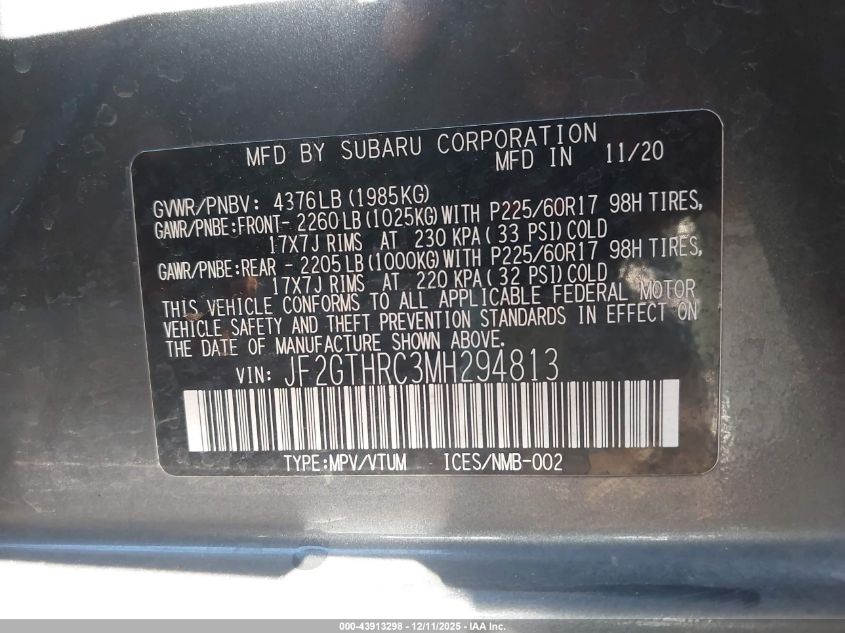 MFD BY SUBARU CORPORATION
MFD IN 11/20
GVWR/PNBV: 4376LB (1985KG)
GAWR/PNBE:FRONT- 2260 LB (1025KG) WITH P225/60R17 98H TIRES,
17X7J RIMS AT 230 KPA ( 33 PSI) COLD
GAWR/PNBE:REAR - 2205 LB (1000KG) WITH P225/60R17 98H TIRES,
17X7J RIMS AT 220 KPA ( 32 PSI) COLD
THIS VEHICLE CONFORMS TO ALL APPLICABLE FEDERAL MOTOR
VEHICLE SAFETY AND THEFT PREVENTION STANDARDS IN EFFECT ON
THE DATE OF MANUFACTURE SHOWN ABOVE.
VIN: JF2GTHRC3MH294813
TYPE:MPV/VTUM ICES/NMB-002
000-43913298 - 12/11/2025 - IAA Inc.